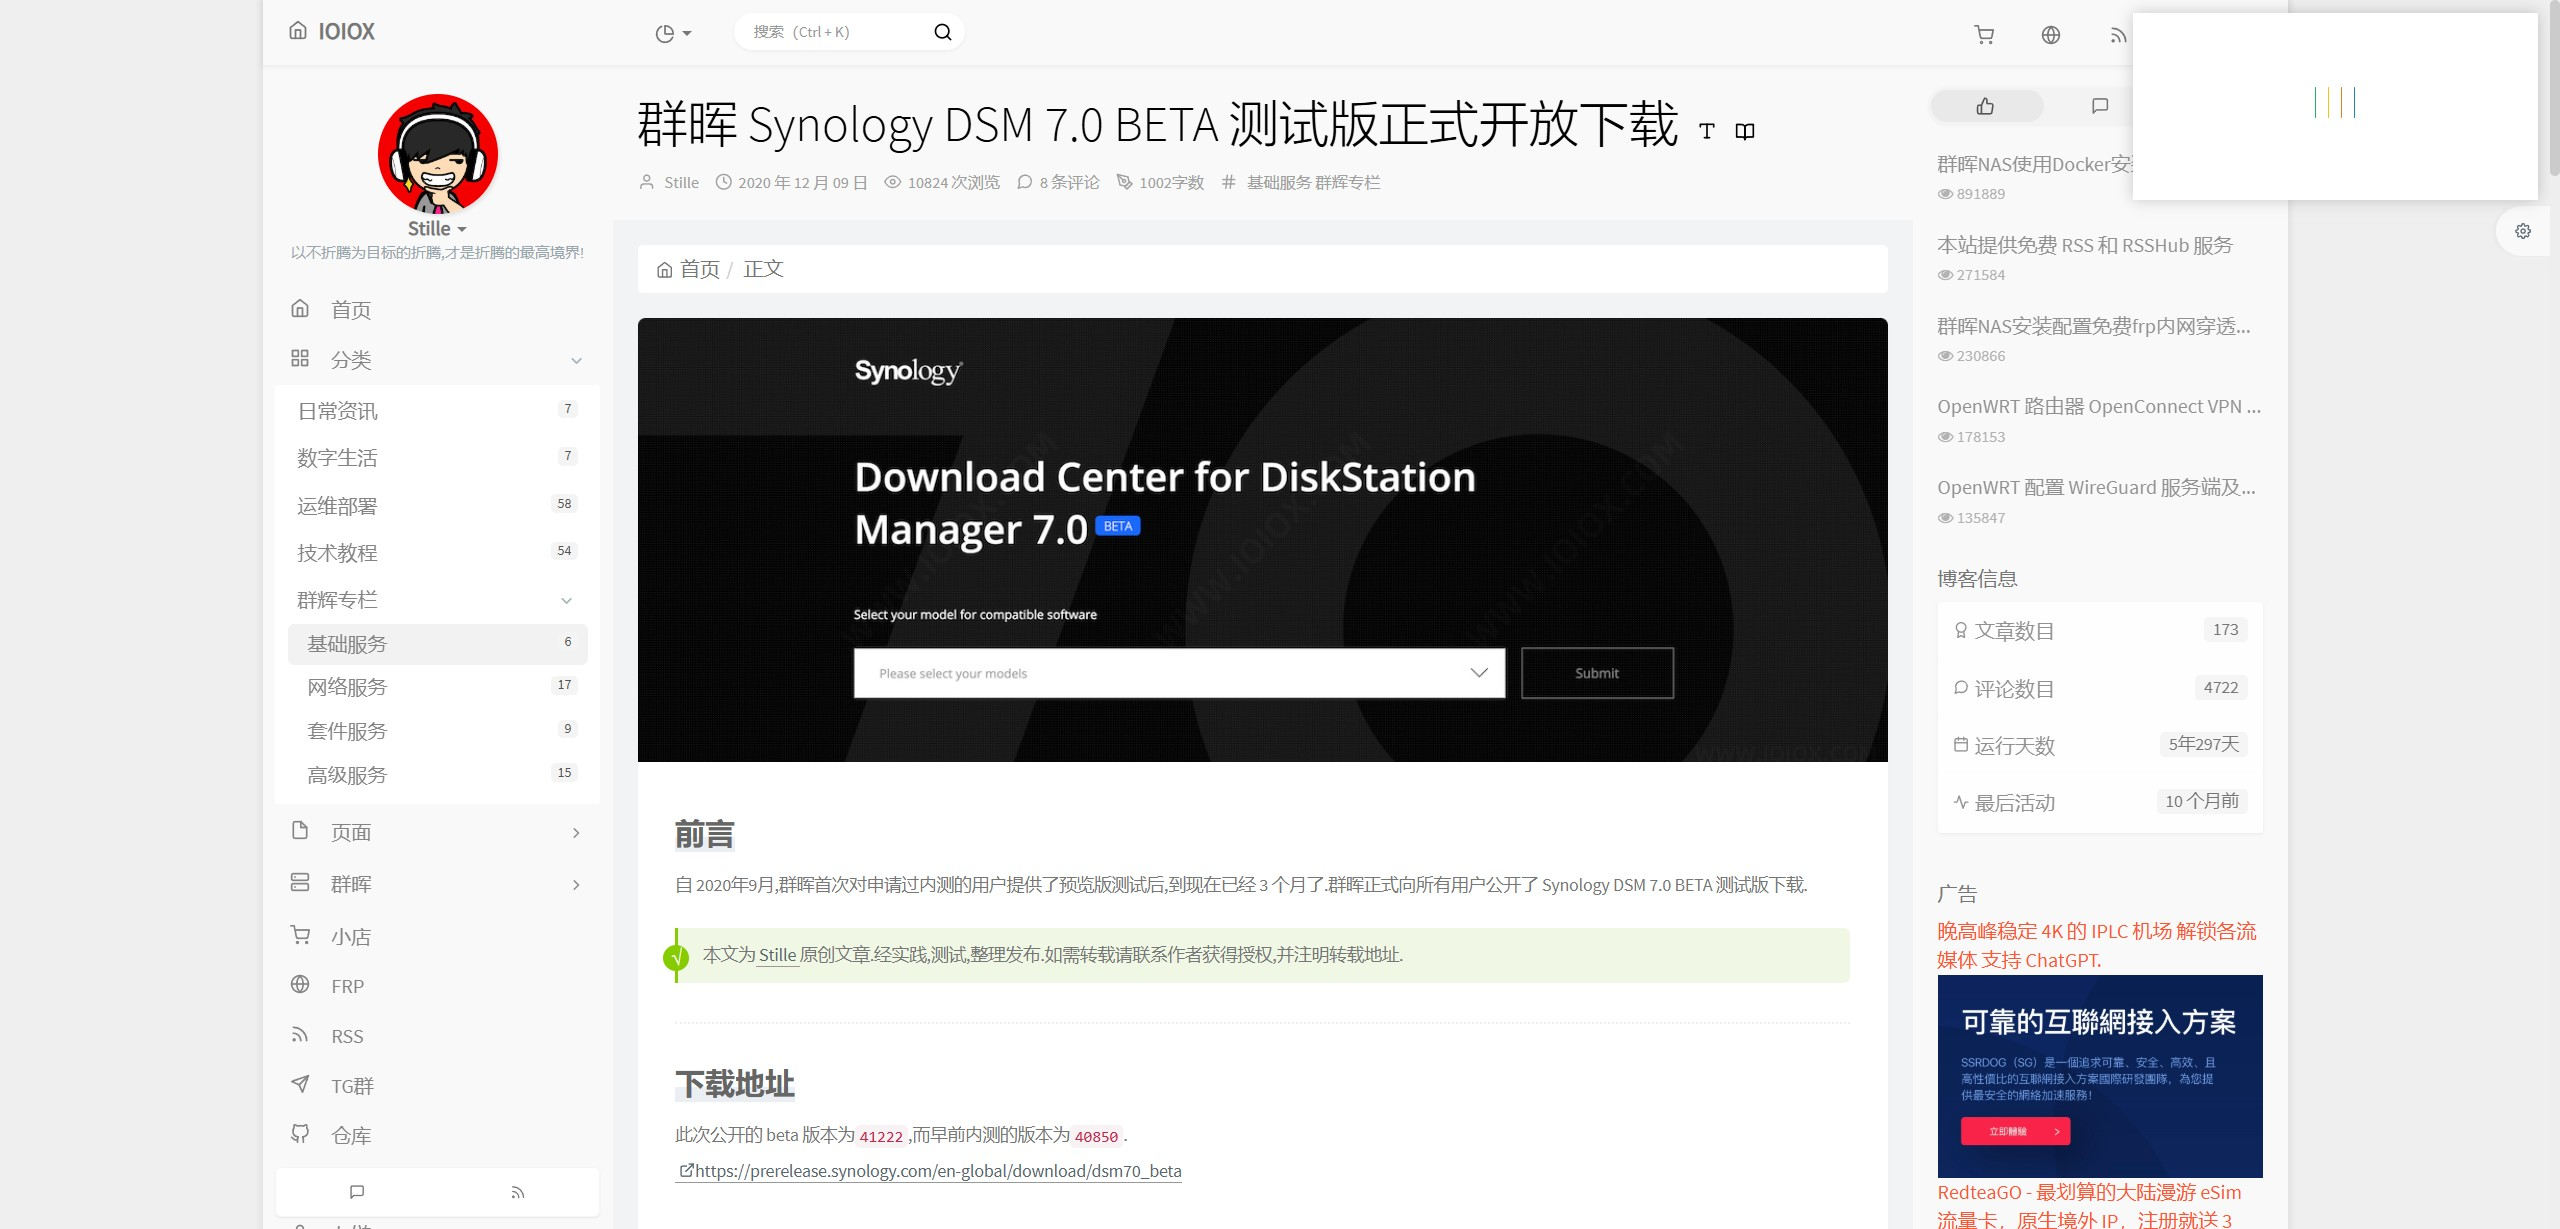 IOIOX
搜索（Ctrl + K）
Stille
以不折腾为目标的折腾,才是折腾的最高境界!
首页
分类
日常资讯 7
数字生活 7
运维部署 58
技术教程 54
群辉专栏
基础服务 6
网络服务 17
套件服务 9
高级服务 15
页面
群晖
小店
FRP
RSS
TG群
仓库
群晖 Synology DSM 7.0 BETA 测试版正式开放下载
Stille 2020 年 12 月 09 日 10824 次浏览 8 条评论 1002字数 基础服务 群辉专栏
首页 / 正文
Synology
Download Center for DiskStation
Manager 7.0 BETA
Select your model for compatible software
Please select your models
Submit
WWW.IOIOX.COM
WWW.IOIOX.COM
WWW.IOIOX.COM
前言
自 2020年9月,群晖首次对申请过内测的用户提供了预览版测试后,到现在已经 3 个月了.群晖正式向所有用户公开了 Synology DSM 7.0 BETA 测试版下载.
本文为 Stille 原创文章.经实践,测试,整理发布.如需转载请联系作者获得授权,并注明转载地址.
下载地址
此次公开的 beta 版本为 41222 ,而早前内测的版本为 40850 .
https://prerelease.synology.com/en-global/download/dsm70_beta
群晖NAS使用Docker安
891889
本站提供免费 RSS 和 RSSHub 服务
271584
群晖NAS安装配置免费frp内网穿透...
230866
OpenWRT 路由器 OpenConnect VPN ...
178153
OpenWRT 配置 WireGuard 服务端及...
135847
博客信息
文章数目 173
评论数目 4722
运行天数 5年297天
最后活动 10 个月前
广告
晚高峰稳定 4K 的 IPLC 机场 解锁各流
媒体 支持 ChatGPT.
可靠的互聯網接入方案
SSRDOG（SG）是一個追求可靠、安全、高效、且
高性價比的互聯網接入方案國際研發團隊，為您提
供最安全的網絡加速服務！
立即體驗
RedteaGO - 最划算的大陆漫游 eSim
流量卡，原生境外 IP，注册就送 3